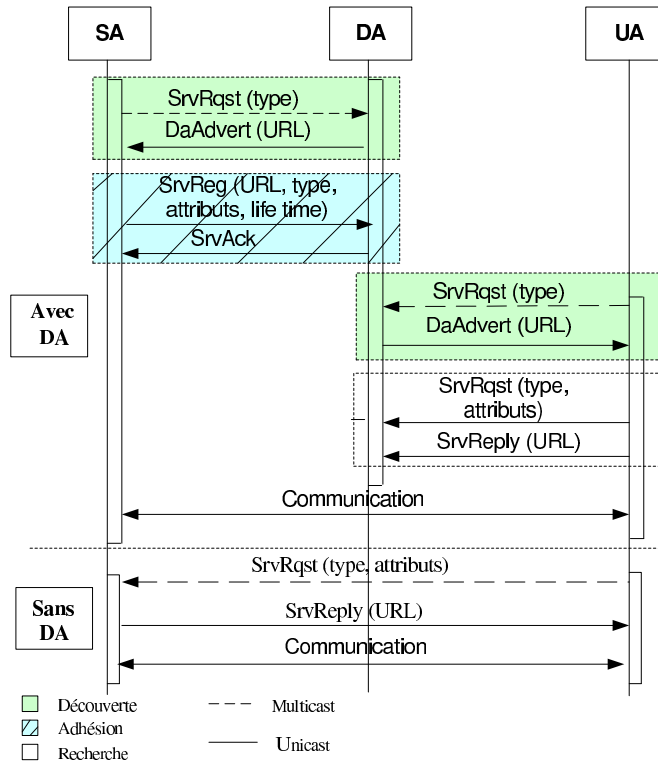 SA
DA
UA
SrvRqst (type)
DaAdvert (URL)
SrvReg (URL, type,
attributs, life time)
SrvAck
SrvRqst (type)
DaAdvert (URL)
Avec
DA
SrvRqst (type,
attributs)
SrvReply (URL)
Communication
SrvRqst (type, attributs)
Sans
DA
SrvReply (URL)
Communication
Découverte
Multicast
Adhésion
Unicast
Recherche